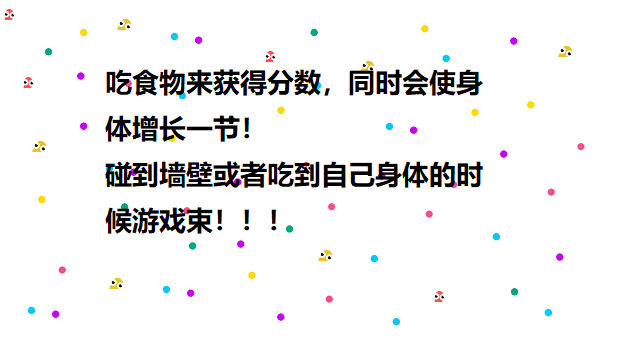 吃食物来获得分数，同时会使身
体增长一节！
碰到墙壁或者吃到自己身体的时
候游戏束！！！